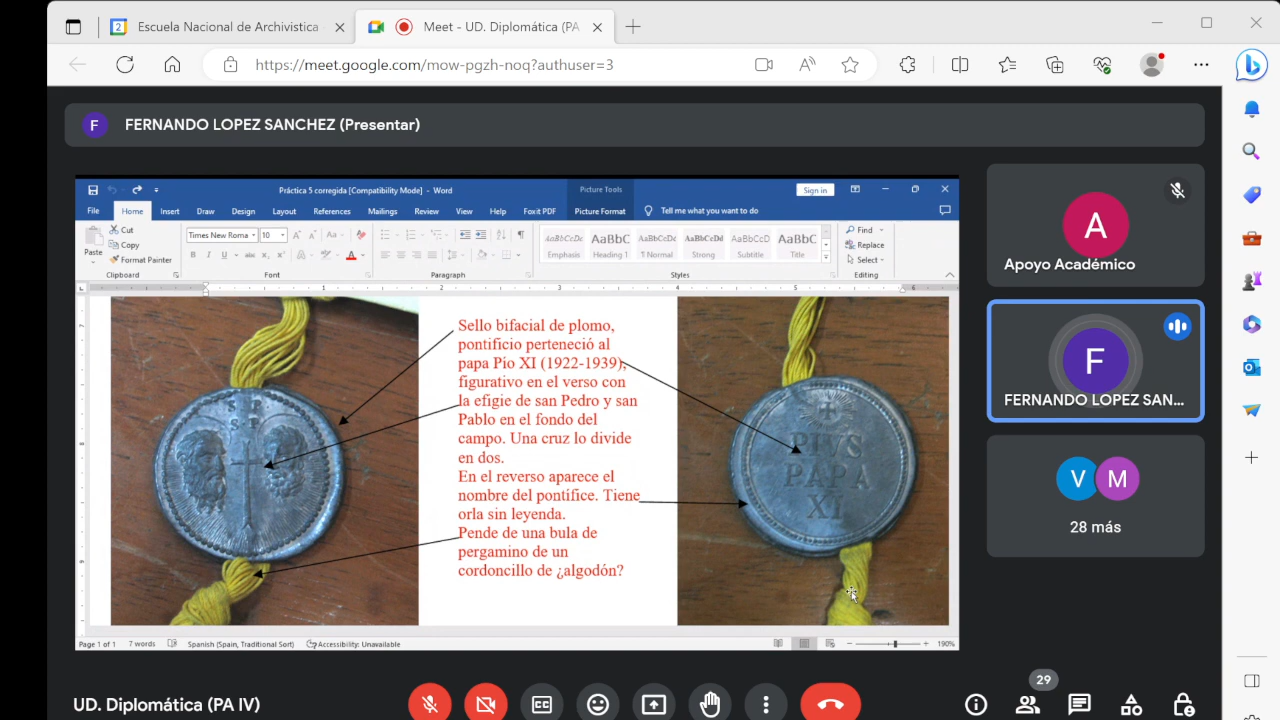 Escuela Nacional de Archivistica
Meet - UD. Diplomática (PA
https://meet.google.com/mow-pgzh-noq?authuser=3
F
FERNANDO LOPEZ SANCHEZ (Presentar)
Práctica 5 corregida [Compatibility Mode] - Word
Picture Tools
Sign in
File Home Insert Draw Design Layout References Mailings Review View Help Foxit PDF Picture Format Tell me what you want to do
Paste
Cut
Copy
Format Painter
Times New Roma 10
Clipboard
Font
Paragraph
AaBbCcDc AaBbC AaBbCcDc AaBbCcDd AaBbCcD AaBbC
Emphasis Heading 1 ¶ Normal Strong Subtitle Title
Styles
Find
Replace
Select
Editing
Sello bifacial de plomo,
pontificio perteneció al
papa Pio XI (1922-1939),
figurativo en el verso con
la efigie de san Pedro y san
Pablo en el fondo del
campo. Una cruz lo divide
en dos.
En el reverso aparece el
nombre del pontífice. Tiene
orla sin leyenda.
Pende de una bula de
pergamino de un
cordoncillo de ¿algodón?
PIVS
PAPA
XI
Page 1 of 1 7 words Spanish (Spain, Traditional Sort) Accessibility: Unavailable 190%
A
Apoyo Académico
F
FERNANDO LOPEZ SAN...
V M
28 más
UD. Diplomática (PA IV)
29